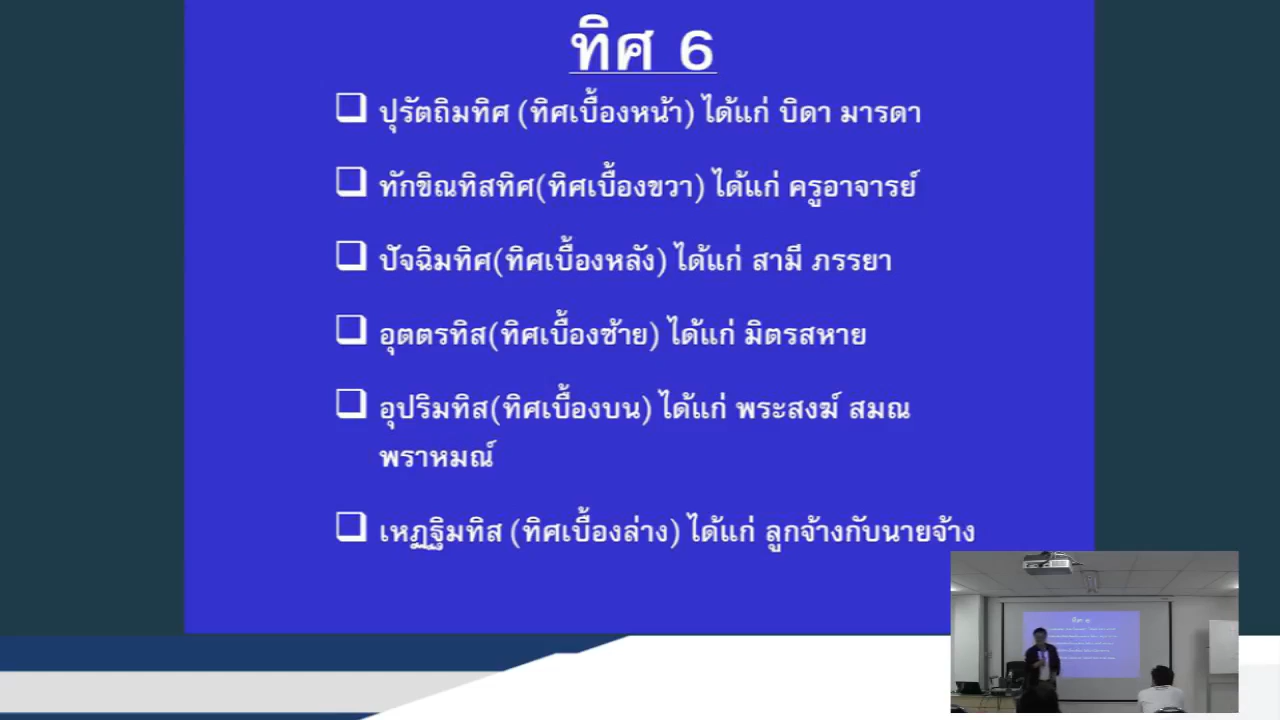 ทิศ 6
ปุรัตถิมทิศ (ทิศเบื้องหน้า) ได้แก่ บิดา มารดา
ทักขิณทิสทิศ(ทิศเบื้องขวา) ได้แก่ ครูอาจารย์
ปัจฉิมทิศ(ทิศเบื้องหลัง) ได้แก่ สามี ภรรยา
อุตตรทิส(ทิศเบื้องซ้าย) ได้แก่ มิตรสหาย
อุปริมทิส(ทิศเบื้องบน) ได้แก่ พระสงฆ์ สมณ
พราหมณ์
เหฏฐิมทิส (ทิศเบื้องล่าง) ได้แก่ ลูกจ้างกับนายจ้าง
ทิศ 6